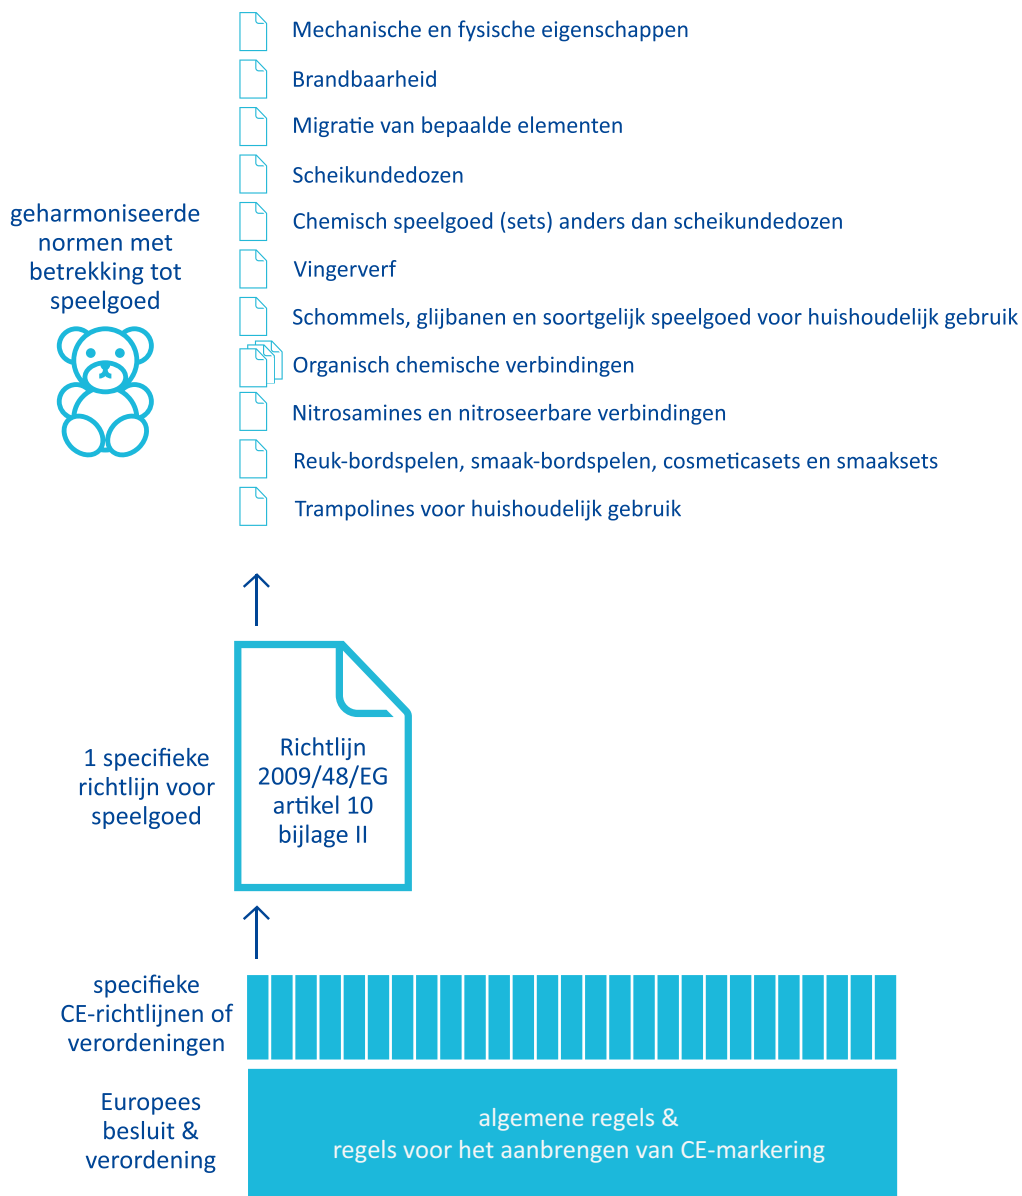 Mechanische en fysische eigenschappen
Brandbaarheid
Migratie van bepaalde elementen
Scheikundedozen
Chemisch speelgoed (sets) anders dan scheikundedozen
Vingerverf
Schommels, glijbanen en soortgelijk speelgoed voor huishoudelijk gebruik
Organisch chemische verbindingen
Nitrosamines en nitroseerbare verbindingen
Reuk-bordspelen, smaak-bordspelen, cosmeticasets en smaaksets
Trampolines voor huishoudelijk gebruik
geharmoniseerde
normen met
betrekking tot
speelgoed
1 specifieke
richtlijn voor
speelgoed
Richtlijn
2009/48/EG
artikel 10
bijlage II
specifieke
CE-richtlijnen of
verordeningen
Europees
besluit &
verordening
algemene regels &
regels voor het aanbrengen van CE-markering